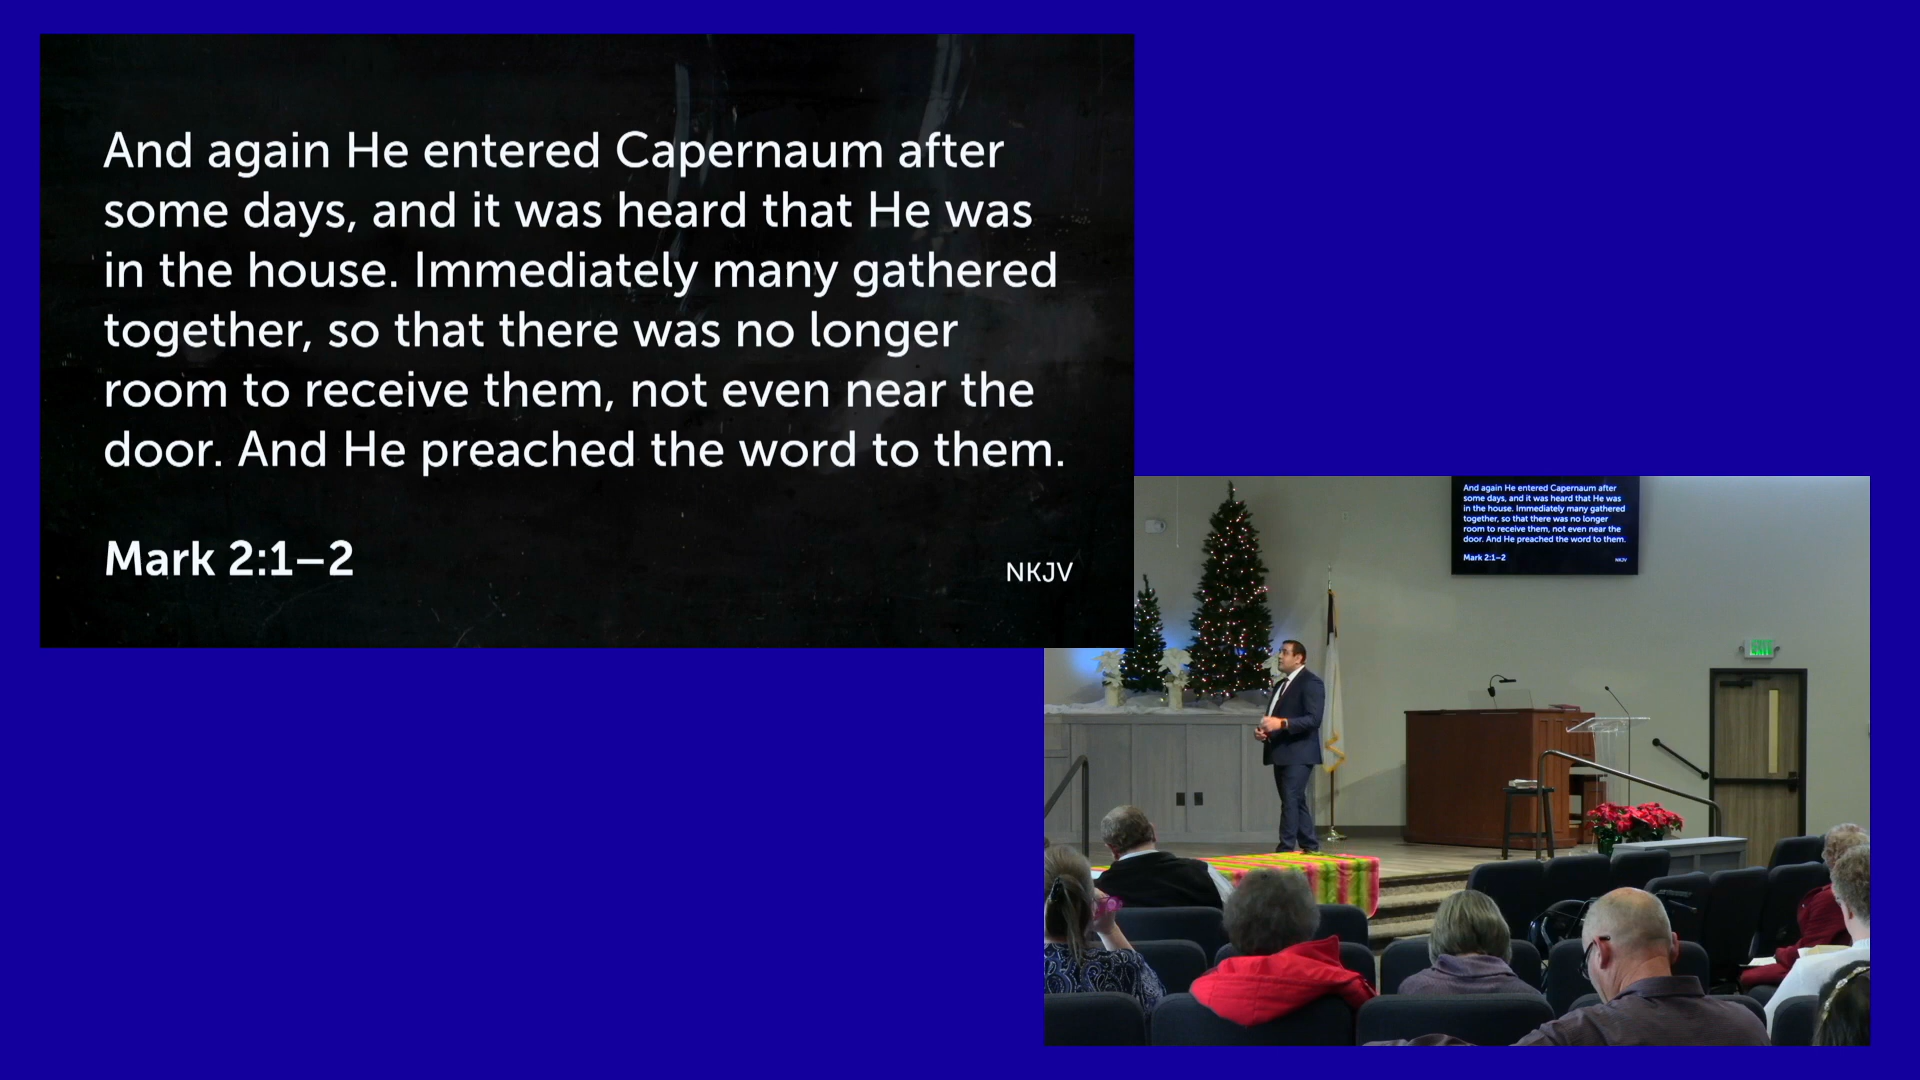 And again He entered Capernaum after
some days, and it was heard that He was
in the house. Immediately many gathered
together, so that there was no longer
room to receive them, not even near the
door. And He preached the word to them.
Mark 2:1–2
NKJV
And again He entered Capernaum after
some days, and it was heard that He was
in the house. Immediately many gathered
together, so that there was no longer
room to receive them, not even near the
door. And He preached the word to them.
Mark 2:1–2
NKJV
EXIT